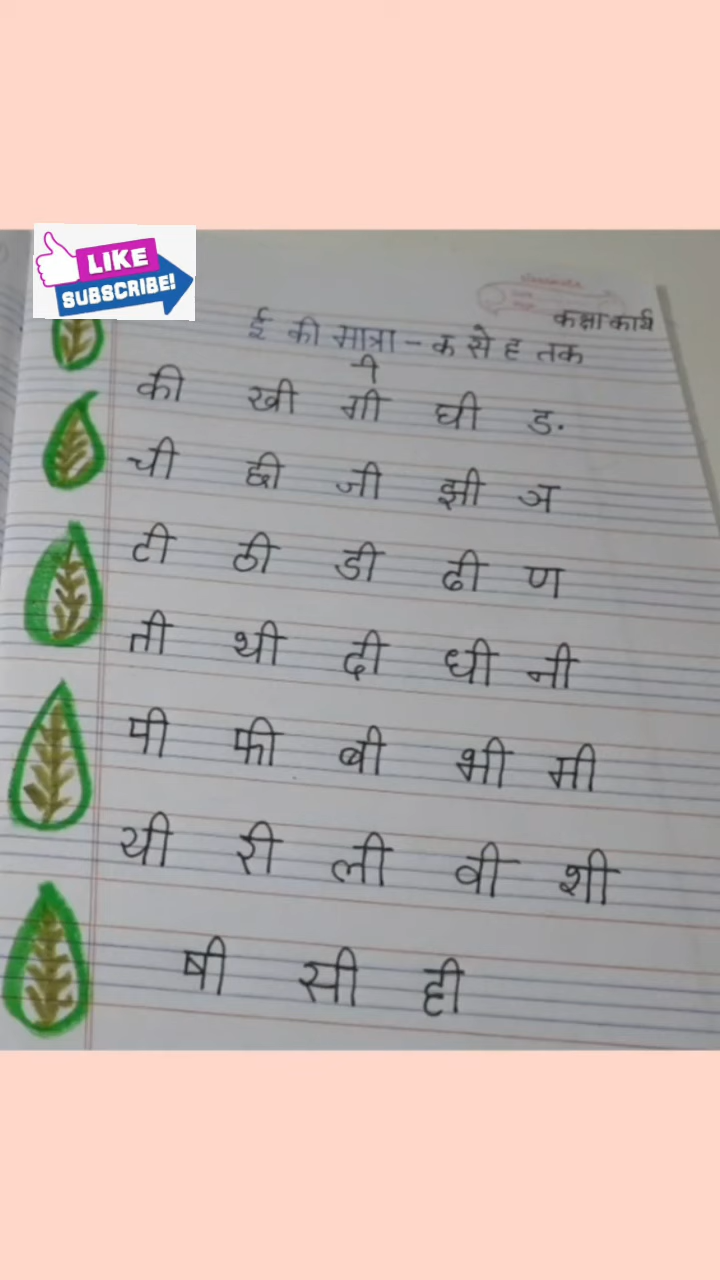 LIKE
SUBSCRIBE!
कक्षा कार्य
ई की मात्रा - क से ह तक
ी
की खी गी घी ङ
ची छी जी झी ञ
टी ठी डी ढी ण
ती थी दी धी नी
पी फी बी भी मी
यी री ली वी शी
षी सी ही